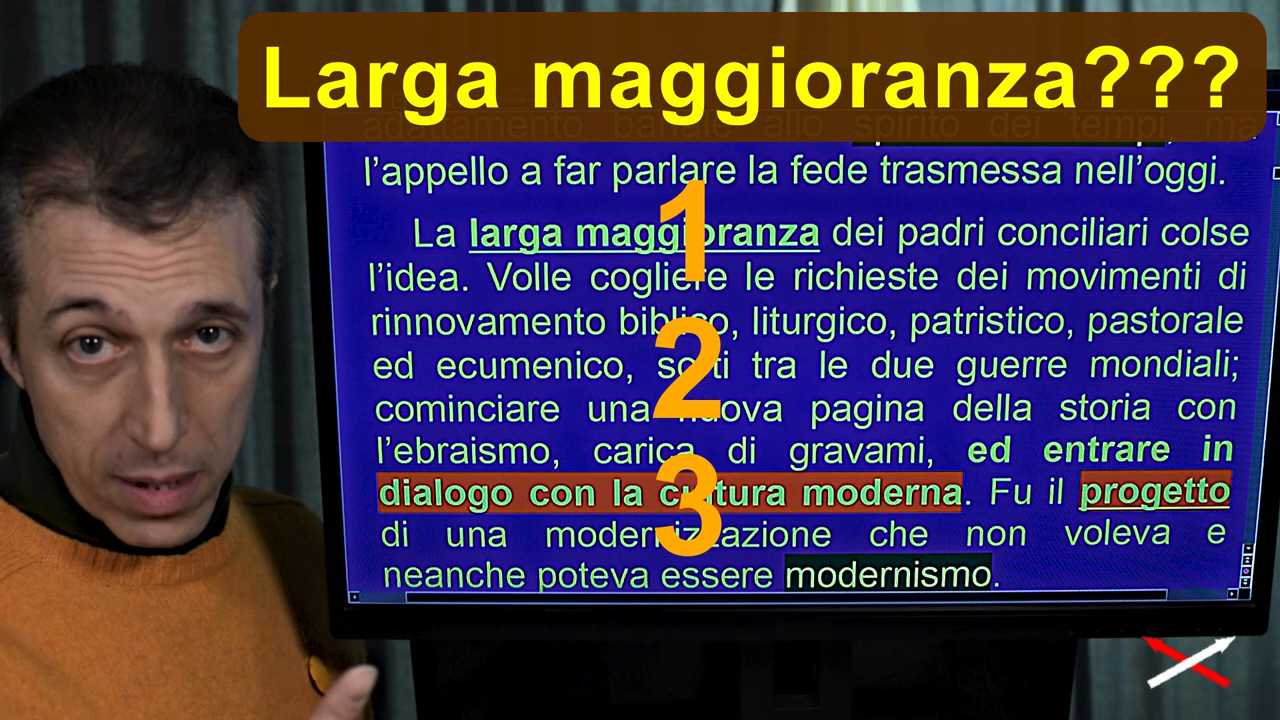 Larga maggioranza???
adattamento banale allo spirito dei tempi, ma
l'appello a far parlare la fede trasmessa nell'oggi.
La larga maggioranza dei padri conciliari colse
l'idea. Volle cogliere le richieste dei movimenti di
rinnovamento biblico, liturgico, patristico, pastorale
ed ecumenico, sorti tra le due guerre mondiali;
cominciare una nuova pagina della storia con
l'ebraismo, carica di gravami, ed entrare in
dialogo con la cultura moderna. Fu il progetto
di una modernizzazione che non voleva e
neanche poteva essere modernismo.
1
2
3